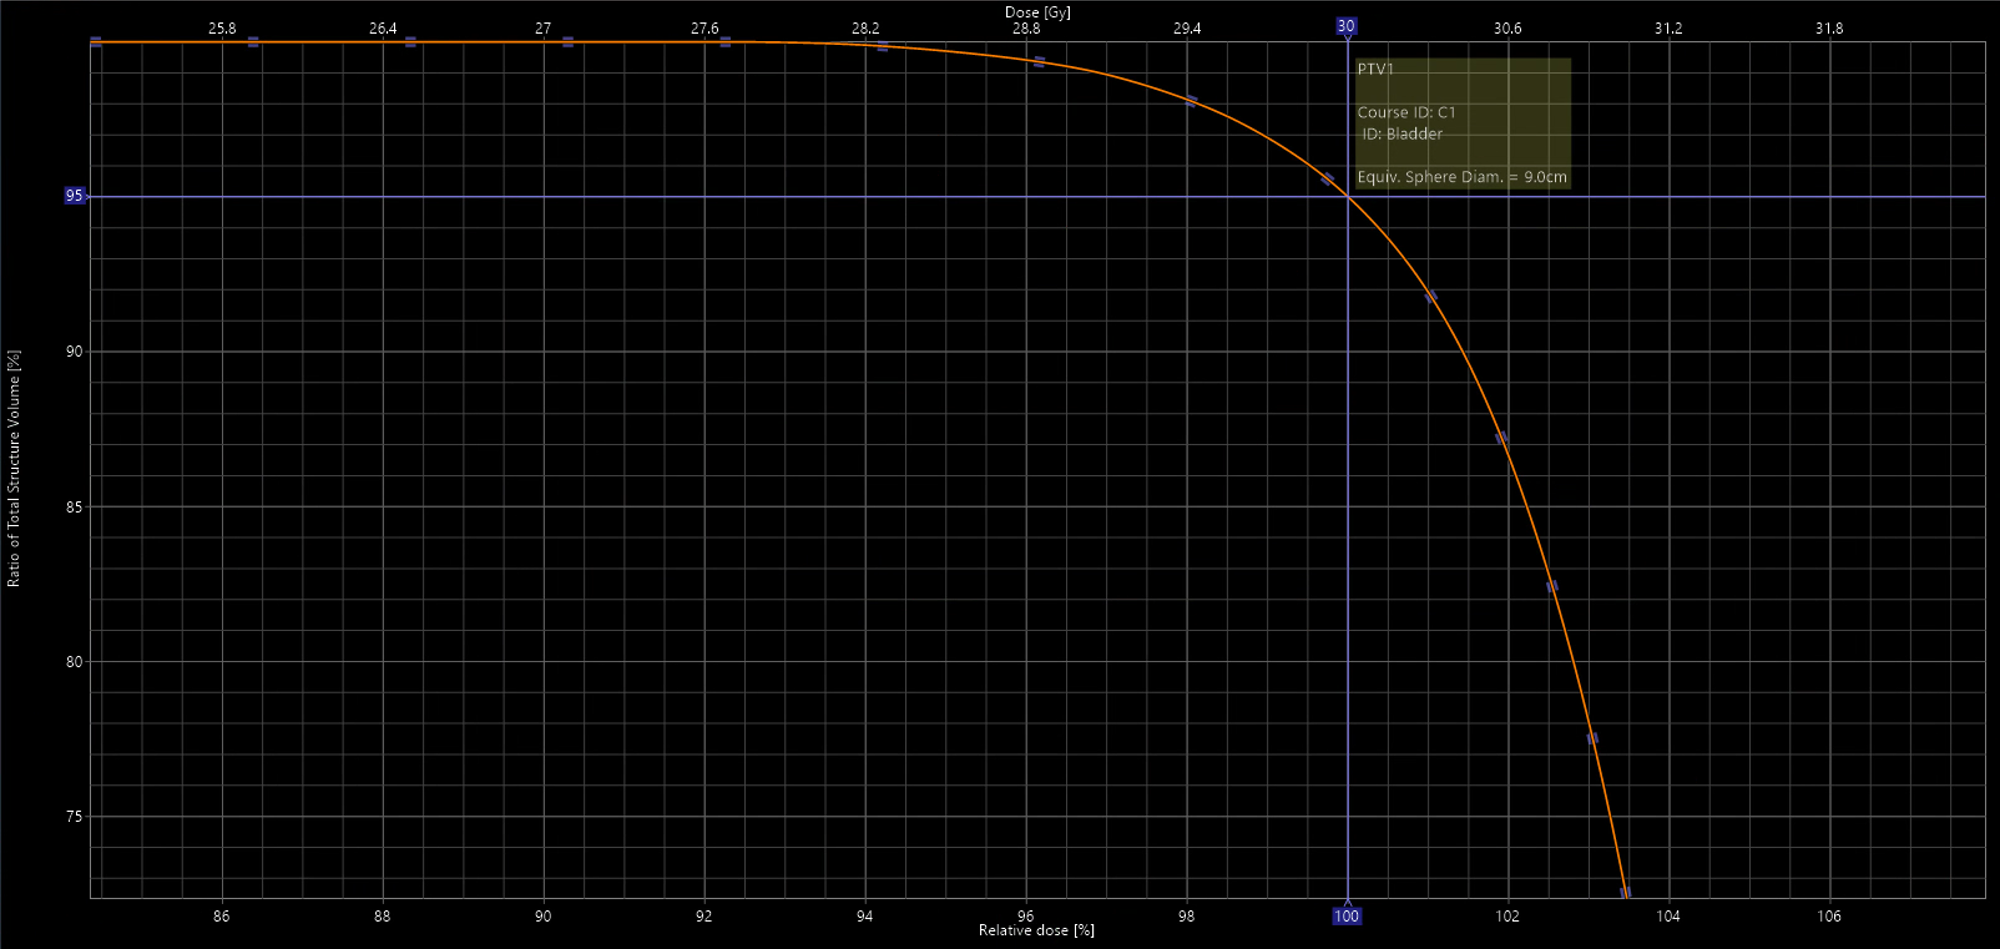 Dose [Gy]
25.8 26.4 27 27.6 28.2 28.8 29.4 30 30.6 31.2 31.8
PTV1
Course ID: C1
ID: Bladder
Equiv. Sphere Diam. = 9.0cm
95
90
85
80
75
Ratio of Total Structure Volume [%]
86 88 90 92 94 96 98 100 102 104 106
Relative dose [%]